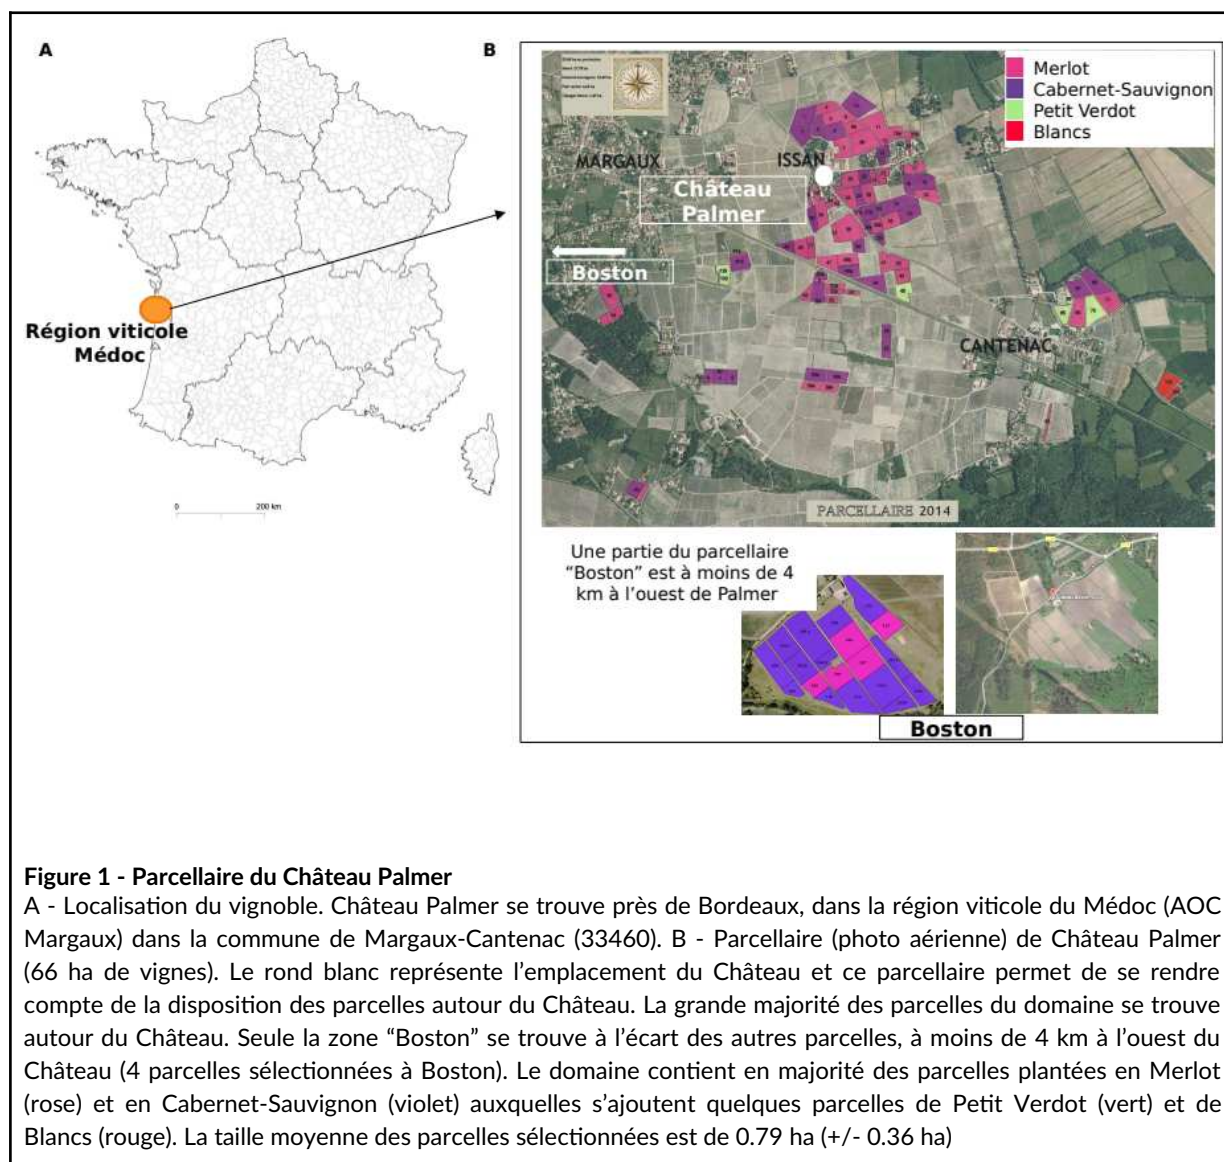 A
B
Merlot
Cabernet-Sauvignon
Petit Verdot
Blancs
MARGAUX
ISSAN
Château
Palmer
Boston
Région viticole
Médoc
CANTENAC
0
200 km
PARCELLAIRE 2014
Une partie du parcellaire
“Boston” est à moins de 4
km à l’ouest de Palmer
Boston
Figure 1 - Parcellaire du Château Palmer
A - Localisation du vignoble. Château Palmer se trouve près de Bordeaux, dans la région viticole du Médoc (AOC
Margaux) dans la commune de Margaux-Cantenac (33460). B - Parcellaire (photo aérienne) de Château Palmer
(66 ha de vignes). Le rond blanc représente l’emplacement du Château et ce parcellaire permet de se rendre
compte de la disposition des parcelles autour du Château. La grande majorité des parcelles du domaine se trouve
autour du Château. Seule la zone “Boston” se trouve à l’écart des autres parcelles, à moins de 4 km à l’ouest du
Château (4 parcelles sélectionnées à Boston). Le domaine contient en majorité des parcelles plantées en Merlot
(rose) et en Cabernet-Sauvignon (violet) auxquelles s’ajoutent quelques parcelles de Petit Verdot (vert) et de
Blancs (rouge). La taille moyenne des parcelles sélectionnées est de 0.79 ha (+/- 0.36 ha)